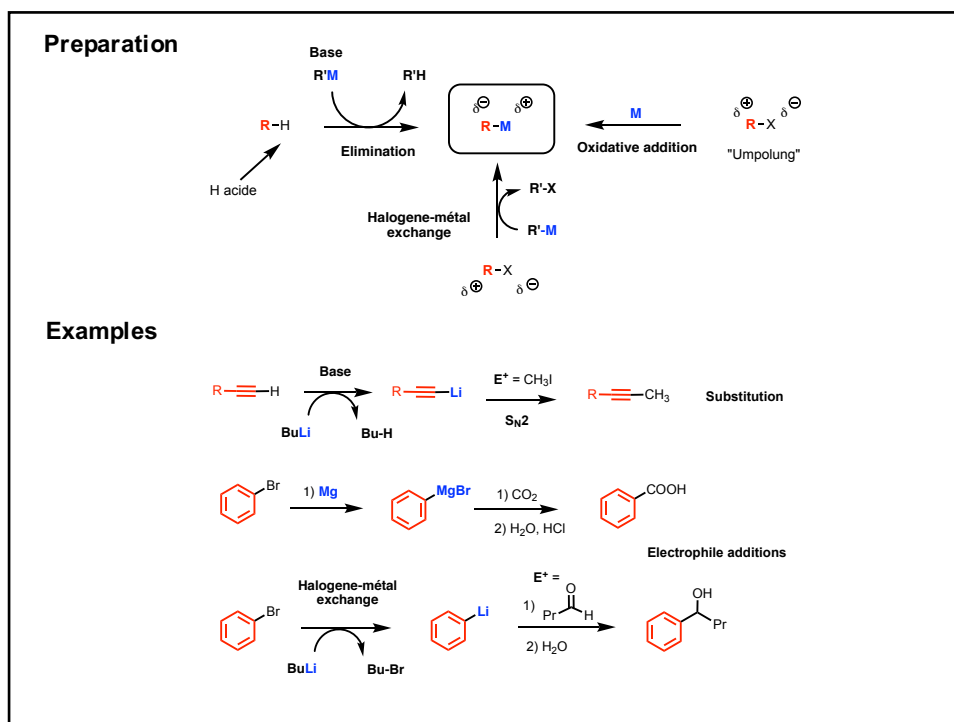 Preparation
Base
R'M R'H
δ⊖ δ⊕
R-H R-M M δ⊕ δ⊖
R-X
Elimination Oxidative addition "Umpolung"
H acide
R'-X
Halogene-métal
exchange R'-M
R-X
δ⊕ δ⊖
Examples
Base E+ = CH3I
R H R Li R CH3 Substitution
SN2
BuLi Bu-H
Br MgBr COOH
1) Mg 1) CO2
2) H2O, HCl
Electrophile additions
E+ =
Halogene-métal
exchange O OH
Br Li 1) Pr H Pr
2) H2O
BuLi Bu-Br